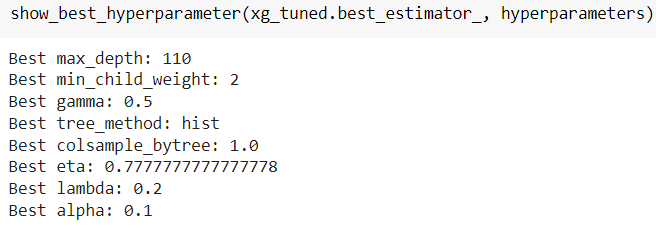 show_best_hyperparameter(xg_tuned.best_estimator_, hyperparameters)
Best max_depth: 110
Best min_child_weight: 2
Best gamma: 0.5
Best tree_method: hist
Best colsample_bytree: 1.0
Best eta: 0.7777777777777778
Best lambda: 0.2
Best alpha: 0.1